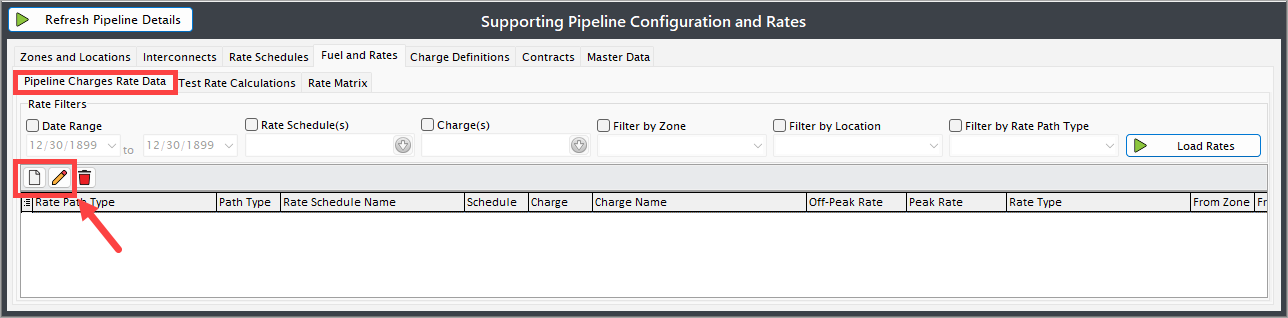 Refresh Pipeline Details
Supporting Pipeline Configuration and Rates
Zones and Locations Interconnects Rate Schedules Fuel and Rates Charge Definitions Contracts Master Data
Pipeline Charges Rate Data Test Rate Calculations Rate Matrix
Rate Filters
Date Range Rate Schedule(s) Charge(s) Filter by Zone Filter by Location Filter by Rate Path Type
12/30/1899 to 12/30/1899 Load Rates
Rate Path Type Path Type Rate Schedule Name Schedule Charge Charge Name Off-Peak Rate Peak Rate Rate Type From Zone Fr